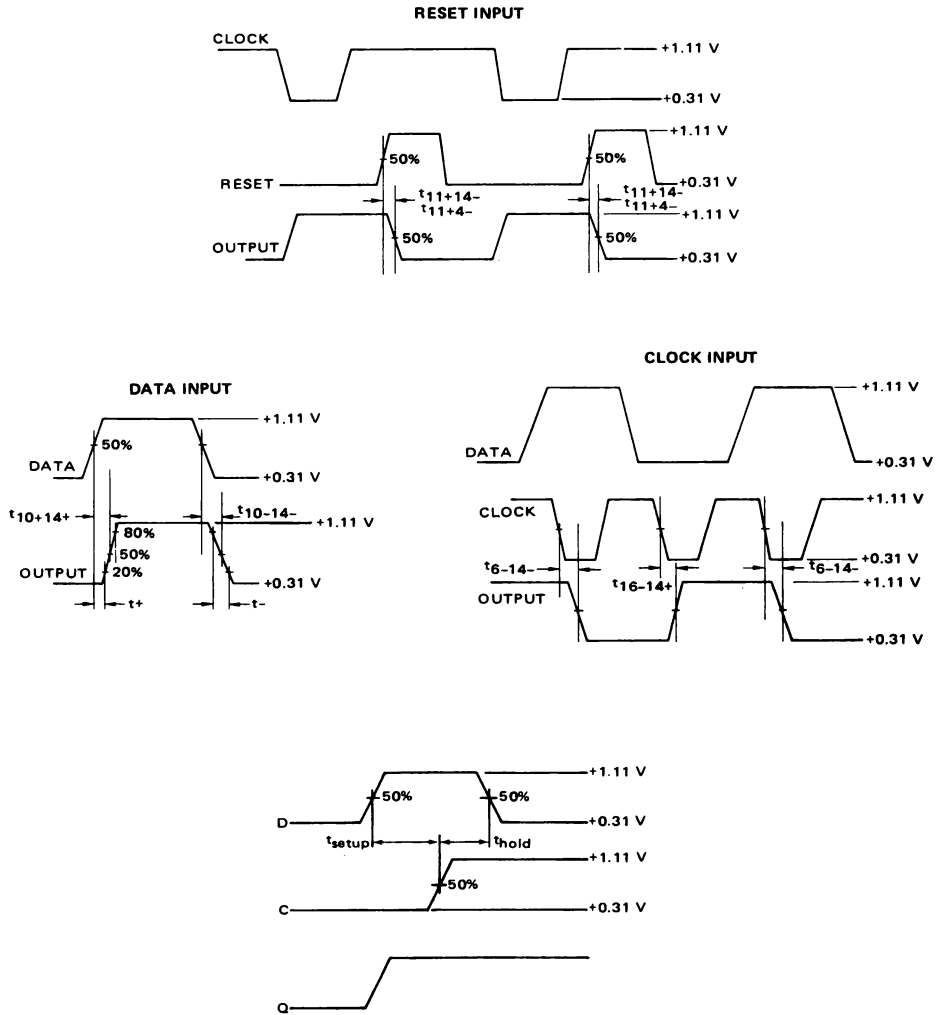 RESET INPUT
CLOCK
+1.11 V
+0.31 V
+1.11 V
50%
50%
RESET
+0.31 V
t11+14-
t11+4-
t11+14-
t11+4-
+1.11 V
OUTPUT
50%
50%
+0.31 V
CLOCK INPUT
DATA INPUT
+1.11 V
50%
DATA
+0.31 V
t10+14+
t10-14-
+1.11 V
80%
50%
OUTPUT
20%
+0.31 V
t+
t-
+1.11 V
DATA
+0.31 V
+1.11 V
CLOCK
+0.31 V
t6-14-
t16-14+
t6-14-
+1.11 V
OUTPUT
+0.31 V
+1.11 V
50%
50%
D
+0.31 V
tsetup
thold
+1.11 V
50%
C
+0.31 V
Q